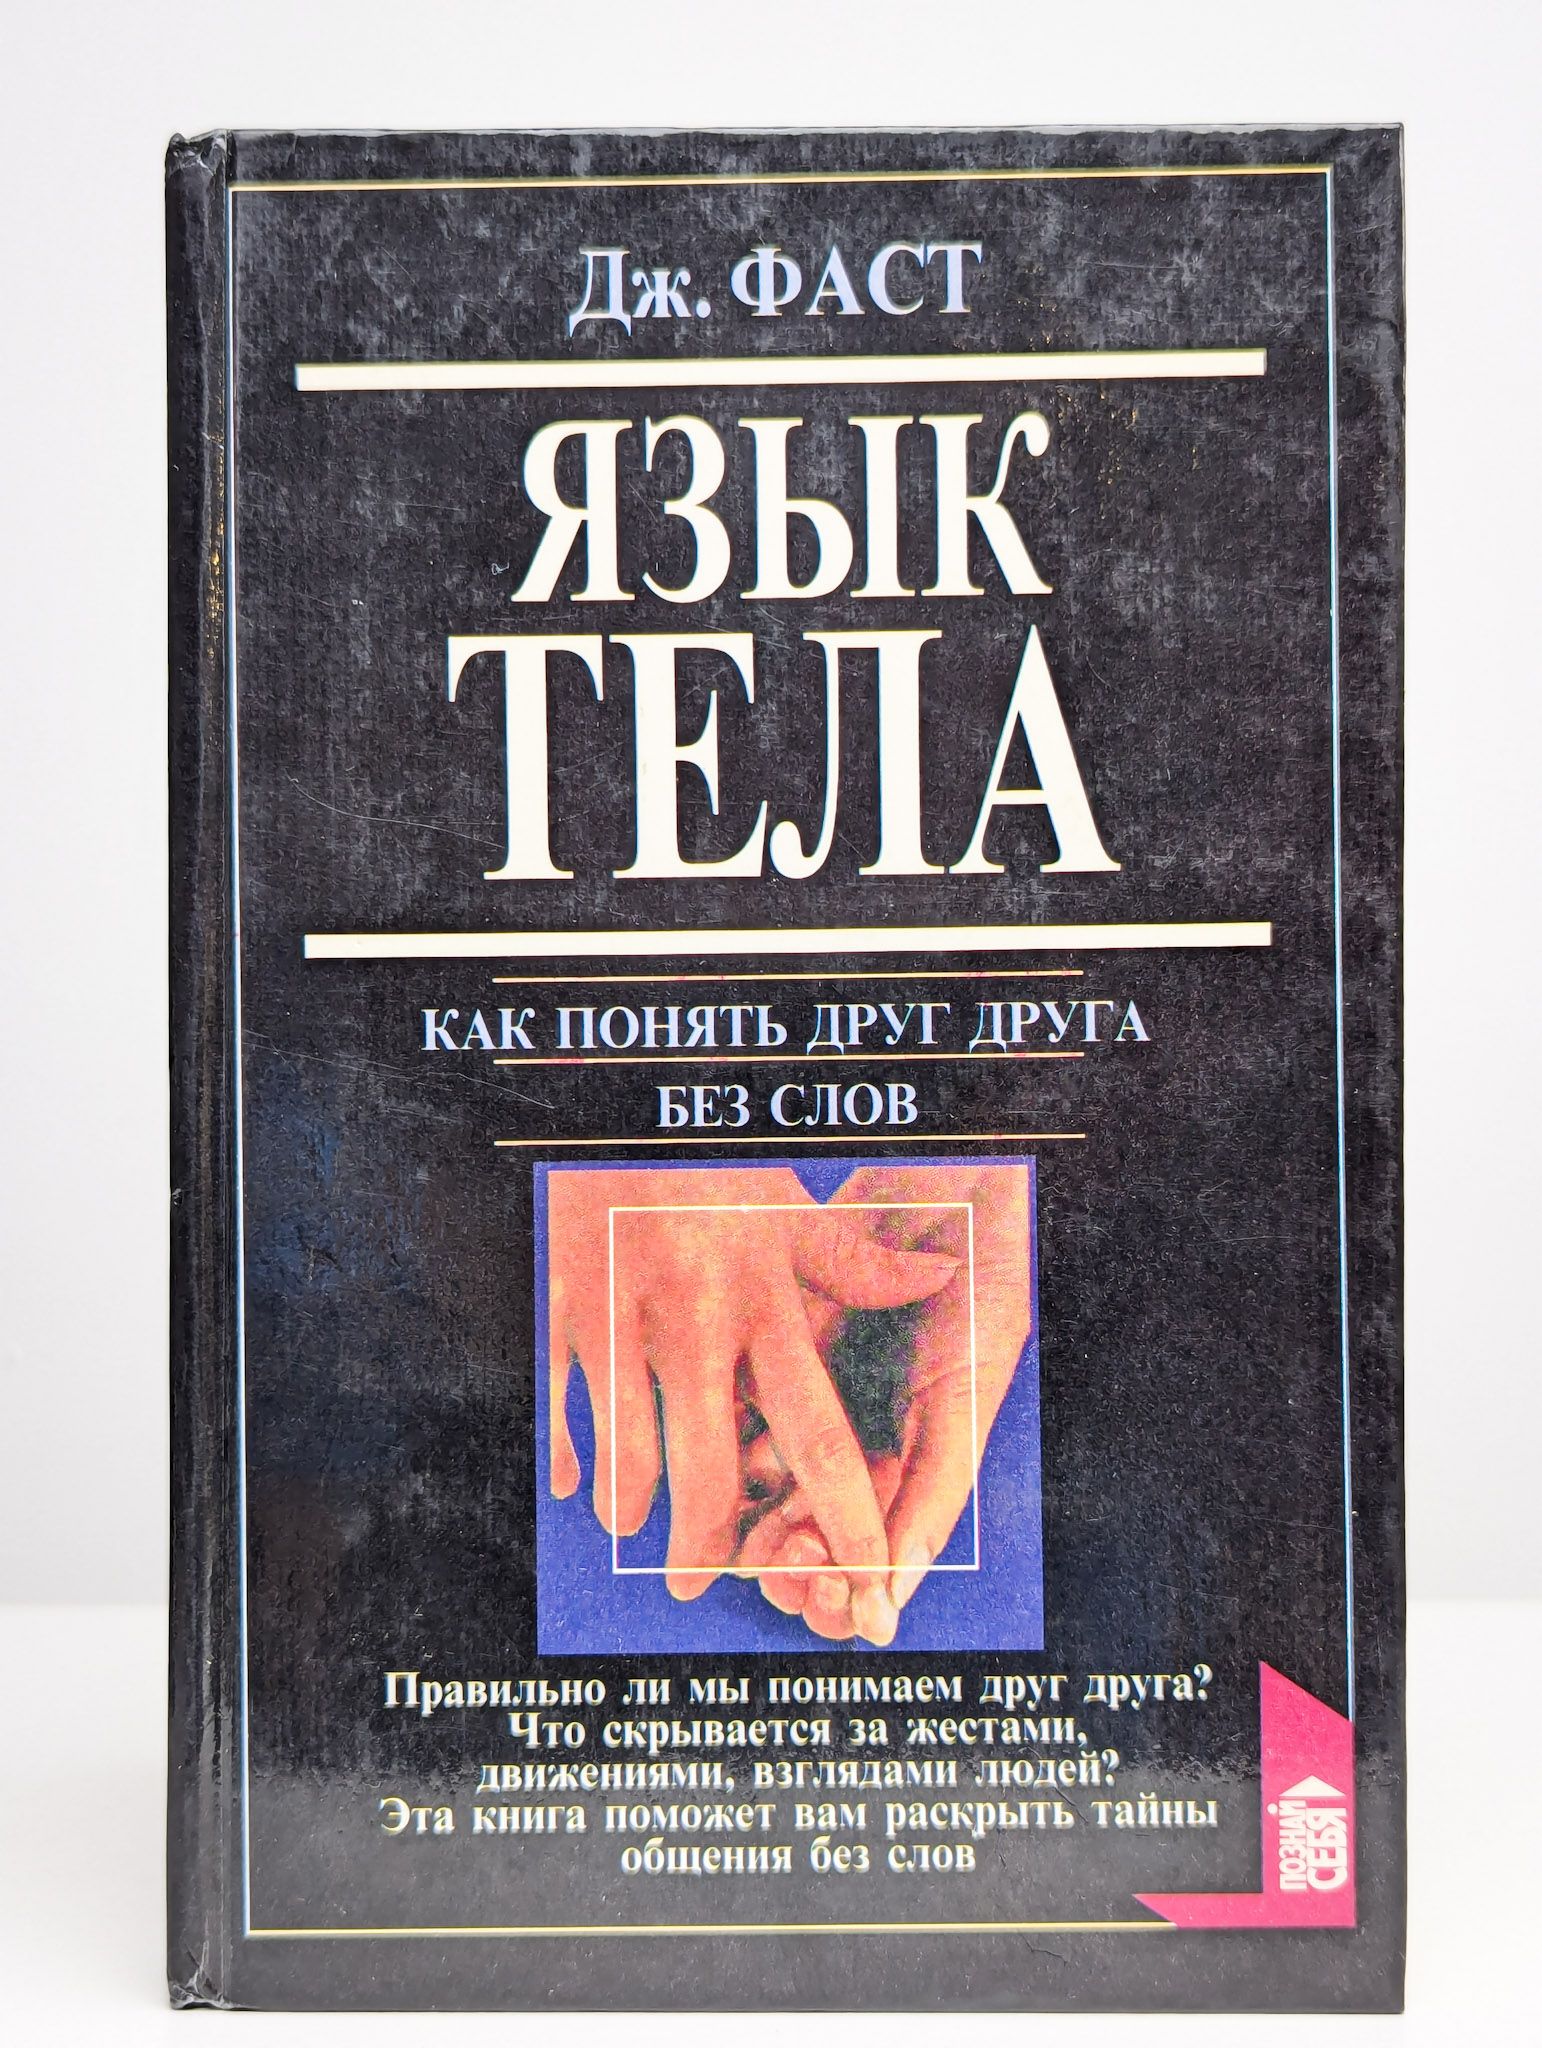 Дж. ФАСТ
ЯЗЫК
ТЕЛА
КАК ПОНЯТЬ ДРУГ ДРУГА
БЕЗ СЛОВ
Правильно ли мы понимаем друг друга?
Что скрывается за жестами,
движениями, взглядами людей?
Эта книга поможет вам раскрыть тайны
общения без слов
ПОЗНАЙ
СЕБЯ